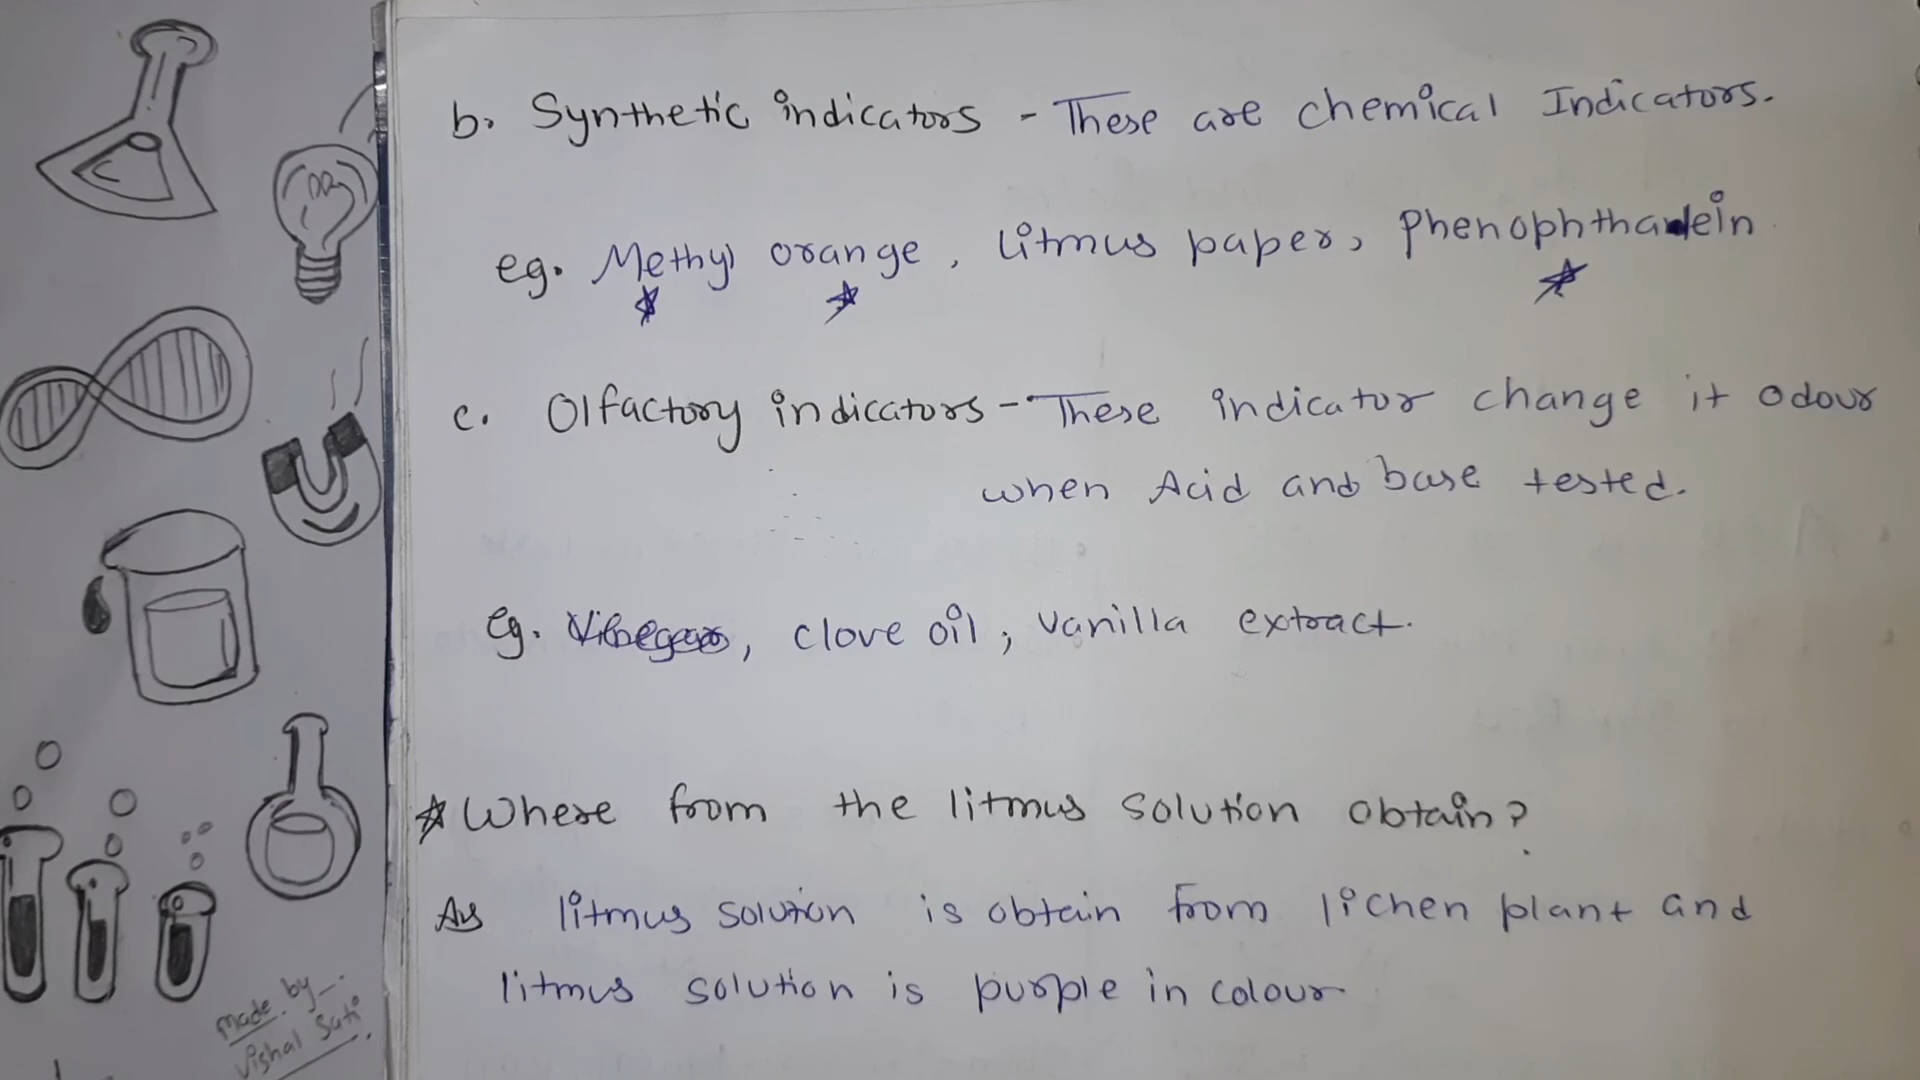 b. Synthetic indicators - These are chemical Indicators.
eg. Methyl orange, litmus paper, Phenophthalein
c. Olfactory indicators - These indicator change it odour
when Acid and base tested.
eg. Vinegar, clove oil, vanilla extract.
Where from the litmus solution obtain?
As litmus solution is obtain from lichen plant and
litmus solution is purple in colour
made by
Vishal Sati